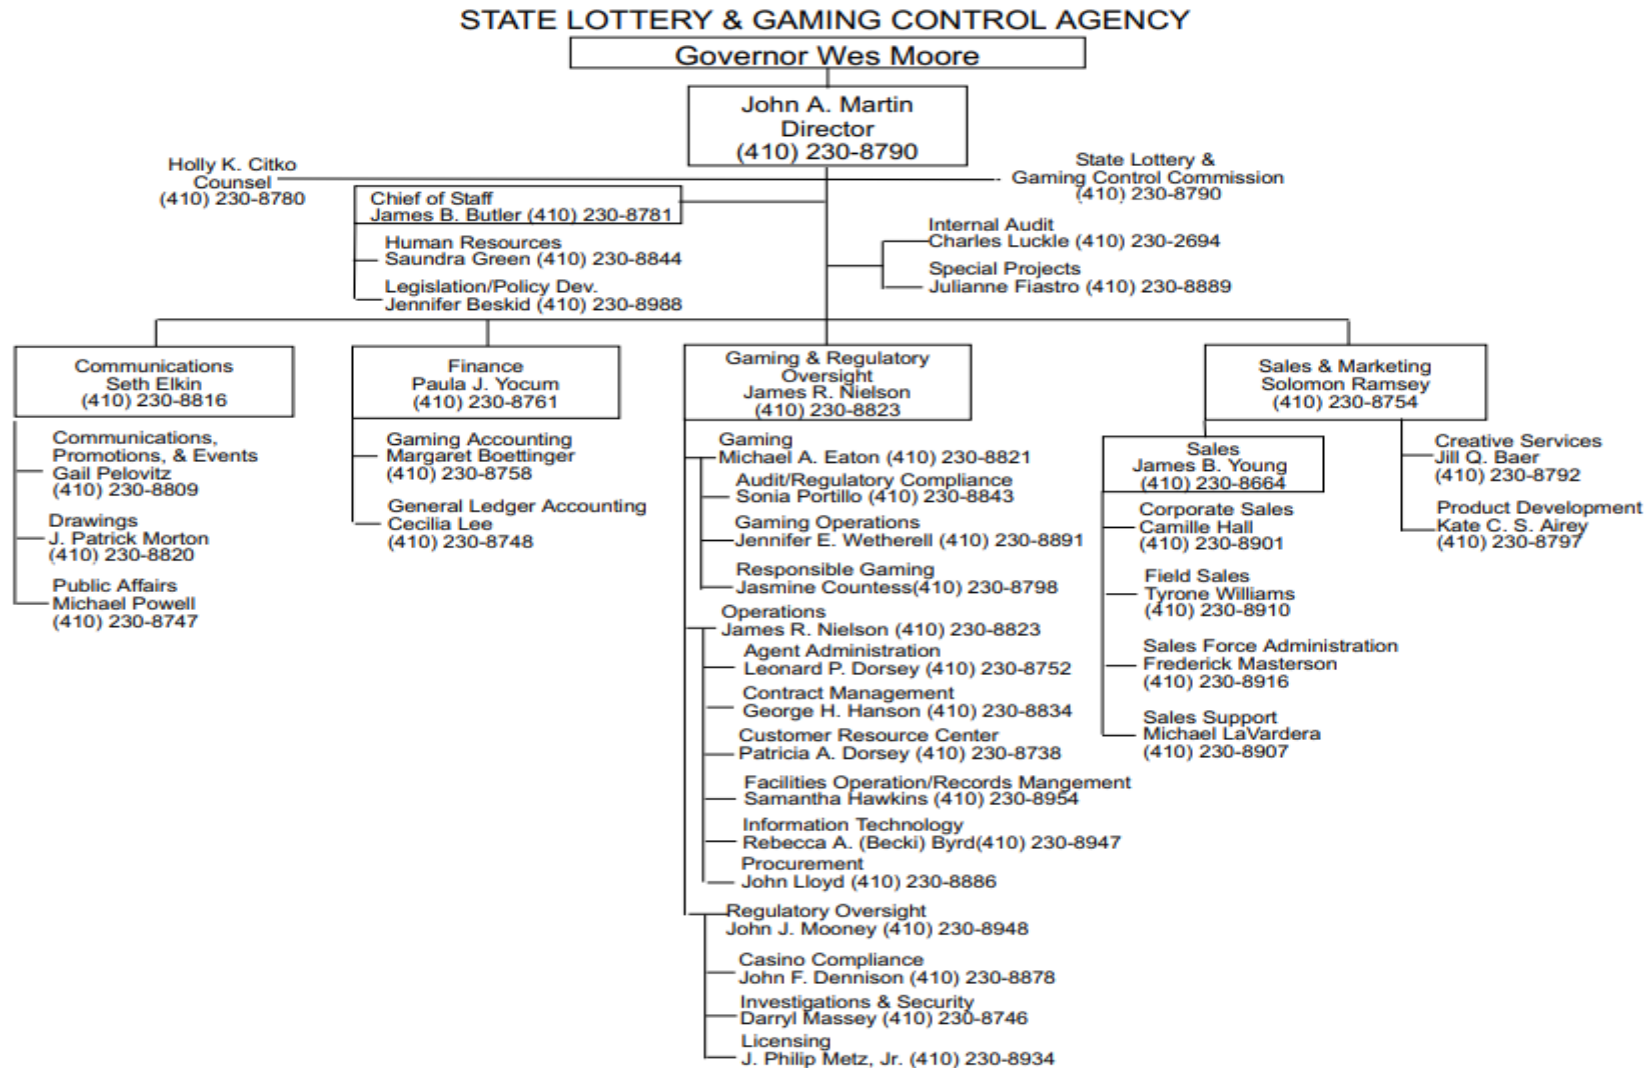 STATE LOTTERY & GAMING CONTROL AGENCY
Governor Wes Moore
John A. Martin
Director
(410) 230-8790
Holly K. Citko
Counsel
(410) 230-8780
State Lottery &
Gaming Control Commission
(410) 230-8790
Chief of Staff
James B. Butler (410) 230-8781
Human Resources
Saundra Green (410) 230-8844
Legislation/Policy Dev.
Jennifer Beskid (410) 230-8988
Internal Audit
Charles Luckle (410) 230-2694
Special Projects
Julianne Fiastro (410) 230-8889
Communications
Seth Elkin
(410) 230-8816
Communications,
Promotions, & Events
Gail Pelovitz
(410) 230-8809
Drawings
J. Patrick Morton
(410) 230-8820
Public Affairs
Michael Powell
(410) 230-8747
Finance
Paula J. Yocum
(410) 230-8761
Gaming Accounting
Margaret Boettinger
(410) 230-8758
General Ledger Accounting
Cecilia Lee
(410) 230-8748
Gaming & Regulatory
Oversight
James R. Nielson
(410) 230-8823
Gaming
Michael A. Eaton (410) 230-8821
Audit/Regulatory Compliance
Sonia Portillo (410) 230-8843
Gaming Operations
Jennifer E. Wetherell (410) 230-8891
Responsible Gaming
Jasmine Countess(410) 230-8798
Operations
James R. Nielson (410) 230-8823
Agent Administration
Leonard P. Dorsey (410) 230-8752
Contract Management
George H. Hanson (410) 230-8834
Customer Resource Center
Patricia A. Dorsey (410) 230-8738
Facilities Operation/Records Mangement
Samantha Hawkins (410) 230-8954
Information Technology
Rebecca A. (Becki) Byrd(410) 230-8947
Procurement
John Lloyd (410) 230-8886
Regulatory Oversight
John J. Mooney (410) 230-8948
Casino Compliance
John F. Dennison (410) 230-8878
Investigations & Security
Darryl Massey (410) 230-8746
Licensing
J. Philip Metz, Jr. (410) 230-8934
Sales & Marketing
Solomon Ramsey
(410) 230-8754
Sales
James B. Young
(410) 230-8664
Corporate Sales
Camille Hall
(410) 230-8901
Field Sales
Tyrone Williams
(410) 230-8910
Sales Force Administration
Frederick Masterson
(410) 230-8916
Sales Support
Michael LaVardera
(410) 230-8907
Creative Services
Jill Q. Baer
(410) 230-8792
Product Development
Kate C. S. Airey
(410) 230-8797